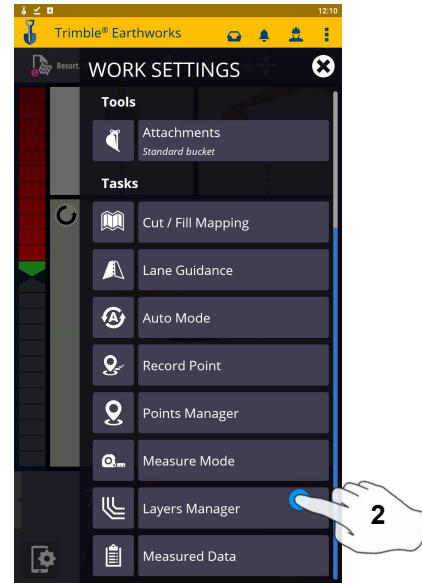 12:10
Trimble® Earthworks
Resort.
WORK SETTINGS
Tools
Attachments
Standard bucket
Tasks
Cut / Fill Mapping
Lane Guidance
Auto Mode
Record Point
Points Manager
Measure Mode
Layers Manager
2
Measured Data